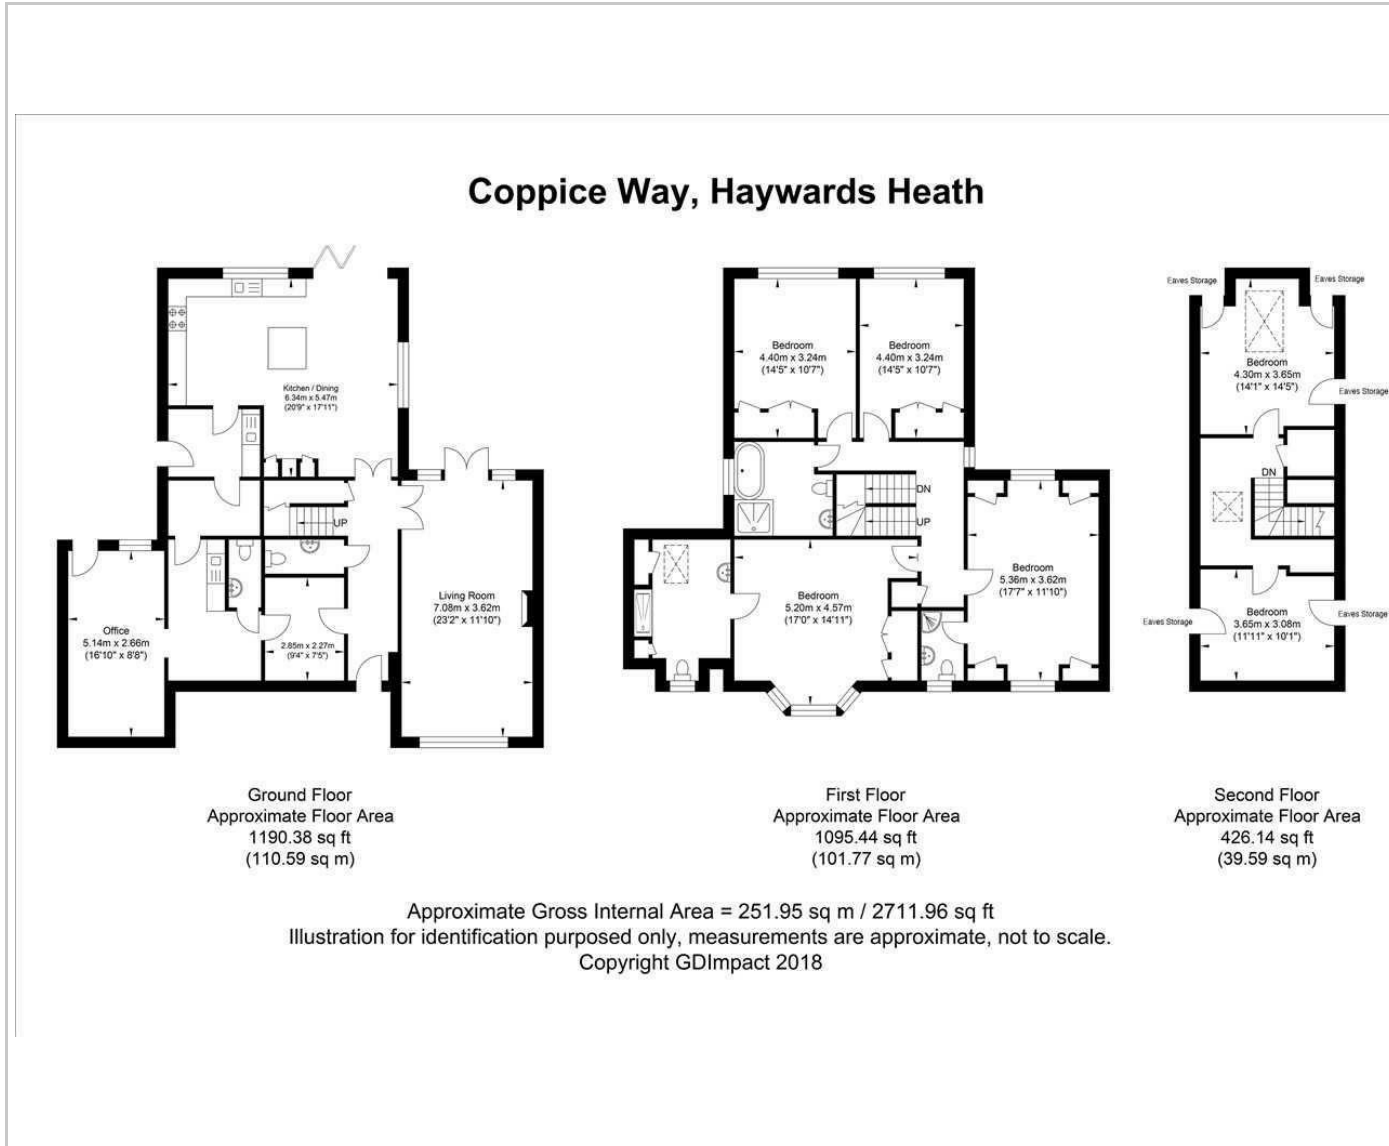 Coppice Way, Haywards Heath
Kitchen / Dining
6.34m x 5.47m
(20'9" x 17'11")
UP
Living Room
7.08m x 3.62m
(23'2" x 11'10")
Office
5.14m x 2.66m
(16'10" x 8'8")
2.85m x 2.27m
(9'4" x 7'5")
Ground Floor
Approximate Floor Area
1190.38 sq ft
(110.59 sq m)
Bedroom
4.40m x 3.24m
(14'5" x 10'7")
Bedroom
4.40m x 3.24m
(14'5" x 10'7")
DN
UP
Bedroom
5.36m x 3.62m
(17'7" x 11'10")
Bedroom
5.20m x 4.57m
(17'0" x 14'11")
First Floor
Approximate Floor Area
1095.44 sq ft
(101.77 sq m)
Eaves Storage
Eaves Storage
Bedroom
4.30m x 3.65m
(14'1" x 14'5")
Eaves Storage
DN
Bedroom
3.65m x 3.08m
(11'11" x 10'1")
Eaves Storage
Eaves Storage
Second Floor
Approximate Floor Area
426.14 sq ft
(39.59 sq m)
Approximate Gross Internal Area = 251.95 sq m / 2711.96 sq ft
Illustration for identification purposed only, measurements are approximate, not to scale.
Copyright GDImpact 2018